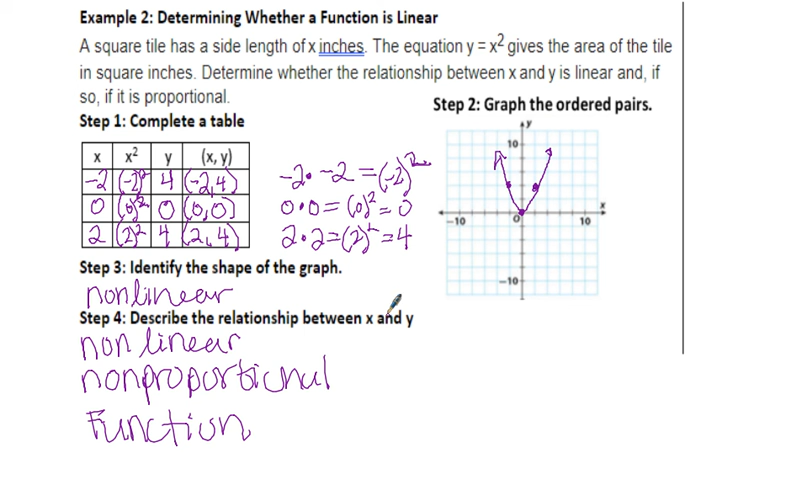 Example 2: Determining Whether a Function is Linear
A square tile has a side length of x inches. The equation y = x² gives the area of the tile
in square inches. Determine whether the relationship between x and y is linear and, if
so, if it is proportional.
Step 2: Graph the ordered pairs.
Step 1: Complete a table
x x² y (x, y)
-2 (-2)² 4 (-2,4)
0 (0)² 0 (0,0)
2 (2)² 4 (2,4)
-2 • -2 = (-2)²
0 • 0 = (0)² = 0
2 • 2 = (2)² = 4
y
10
x
-10 0 10
-10
Step 3: Identify the shape of the graph.
nonlinear
Step 4: Describe the relationship between x and y
non linear
nonproportional
Function